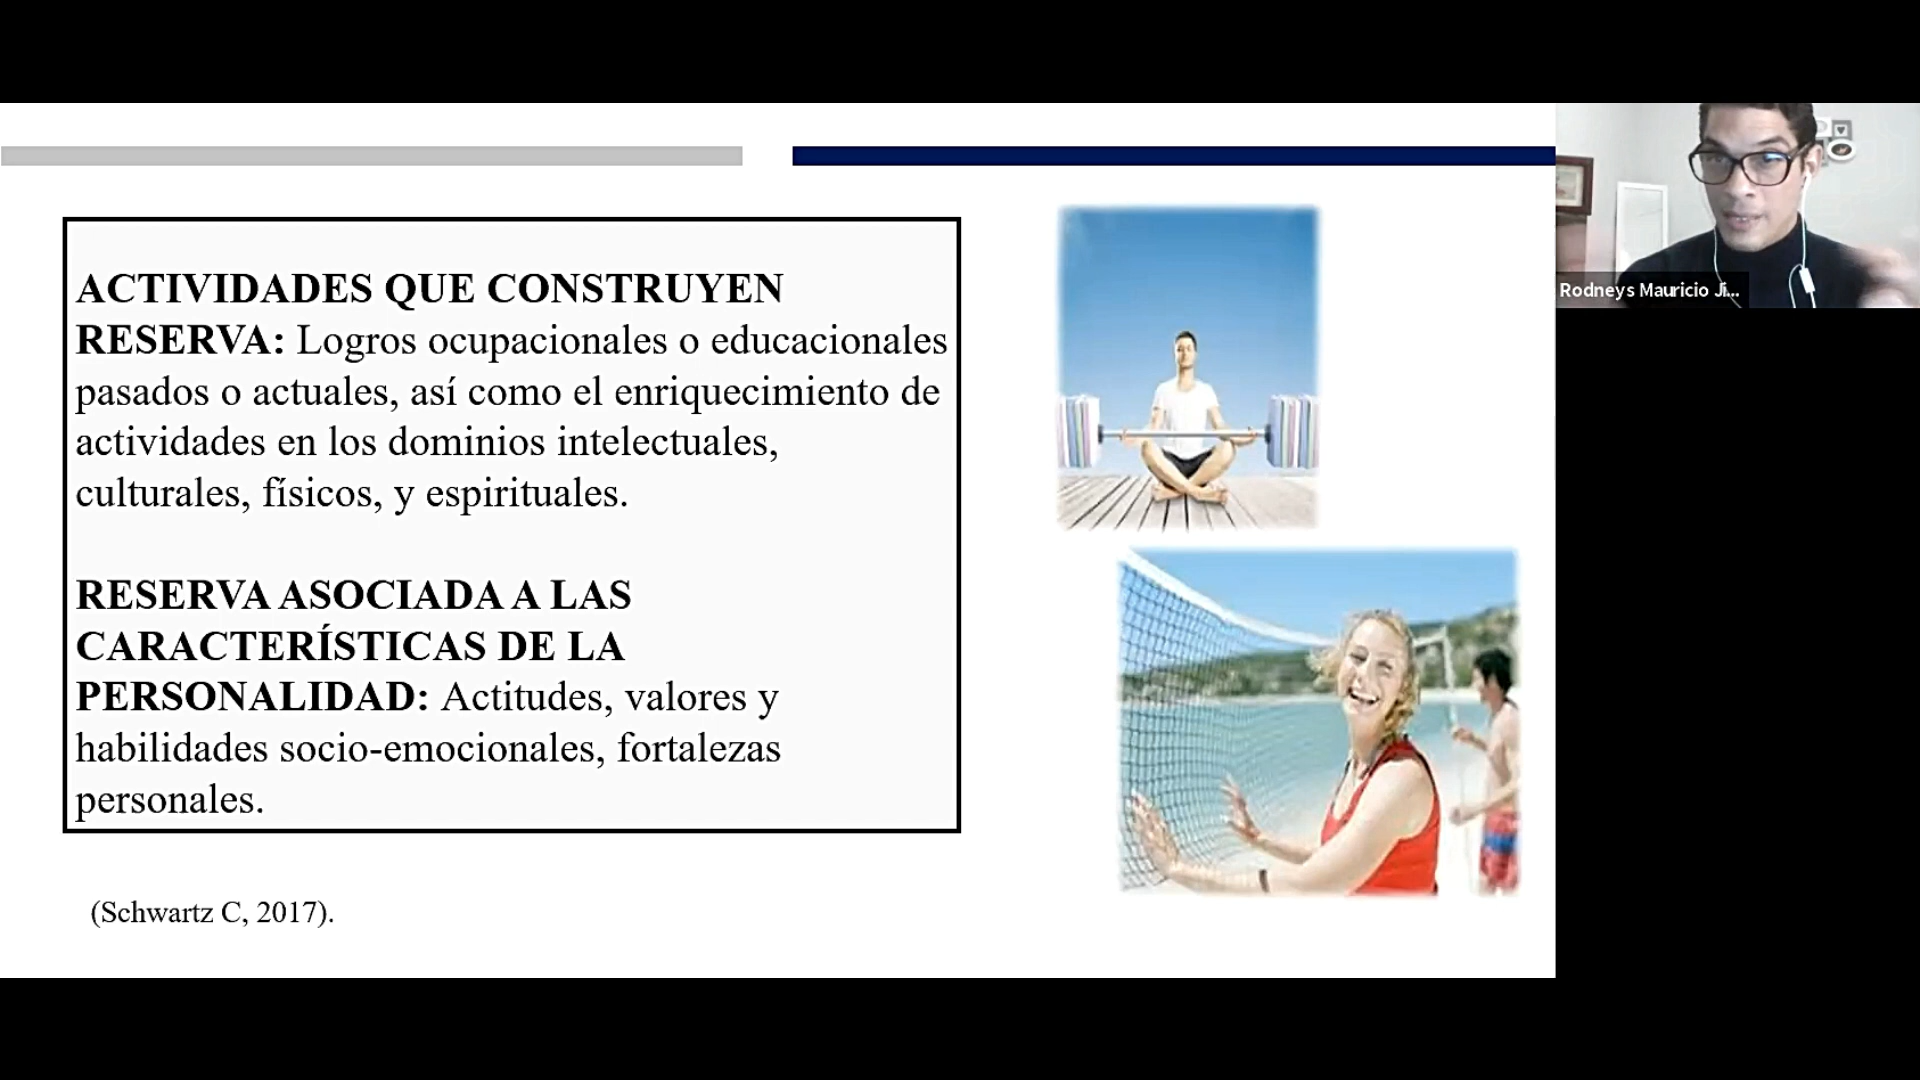 ACTIVIDADES QUE CONSTRUYEN
RESERVA: Logros ocupacionales o educacionales
pasados o actuales, así como el enriquecimiento de
actividades en los dominios intelectuales,
culturales, físicos, y espirituales.
RESERVA ASOCIADA A LAS
CARACTERÍSTICAS DE LA
PERSONALIDAD: Actitudes, valores y
habilidades socio-emocionales, fortalezas
personales.
(Schwartz C, 2017).
Rodneys Mauricio Ji...